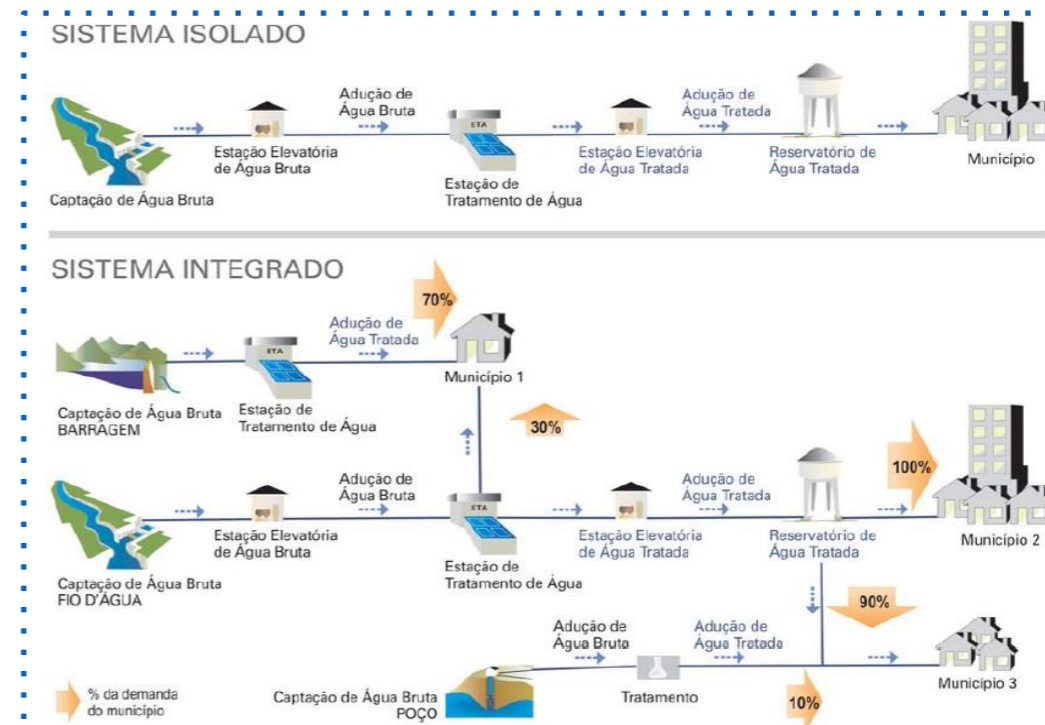 SISTEMA ISOLADO
Adução de
Água Bruta
Adução de
Água Tratada
ETA
Captação de Água Bruta
Estação Elevatória
de Água Bruta
Estação de
Tratamento de Água
Estação Elevatória
de Água Tratada
Reservatório de
Água Tratada
Município
SISTEMA INTEGRADO
70%
Adução de
Água Tratada
ETA
Município 1
Captação de Água Bruta
BARRAGEM
Estação de
Tratamento de Água
30%
Adução de
Água Bruta
Adução de
Água Tratada
100%
ETA
Estação Elevatória
de Água Bruta
Estação Elevatória
de Água Tratada
Reservatório de
Água Tratada
Município 2
Captação de Água Bruta
FIO D'ÁGUA
Estação de
Tratamento de Água
90%
Adução de
Água Bruta
Adução de
Água Tratada
Captação de Água Bruta
POÇO
Tratamento
10%
Município 3
% da demanda
do município